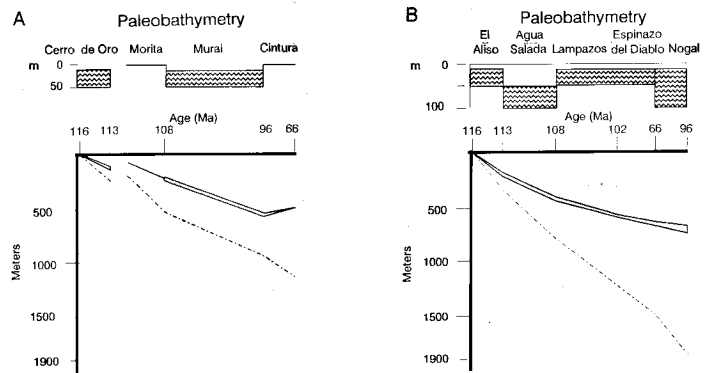 A
Paleobathymetry
Cerro de Oro Morita Murai Cintura
m 0
50
Age (Ma)
116 113 108 96 66
500
1000
1500
1900
Meters
B
Paleobathymetry
El Aliso
Agua Salada
Lampazos
Espinazo del Diablo
Nogal
m 0
100
Age (Ma)
116 113 108 102 66 96
500
1000
1500
1900
Meters